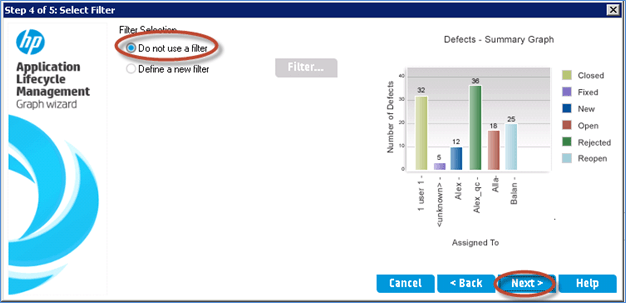 Step 4 of 5: Select Filter
hp
Application
Lifecycle
Management
Graph wizard
Filter Selection
Do not use a filter
Define a new filter
Filter...
Defects - Summary Graph
Number of Defects
40
30
20
10
0
32
5
12
36
18
25
1 user 1 -
<unknown> -
Alex -
Alex_qc -
Alla-
Balan -
Assigned To
Closed
Fixed
New
Open
Rejected
Reopen
Cancel
< Back
Next >
Help